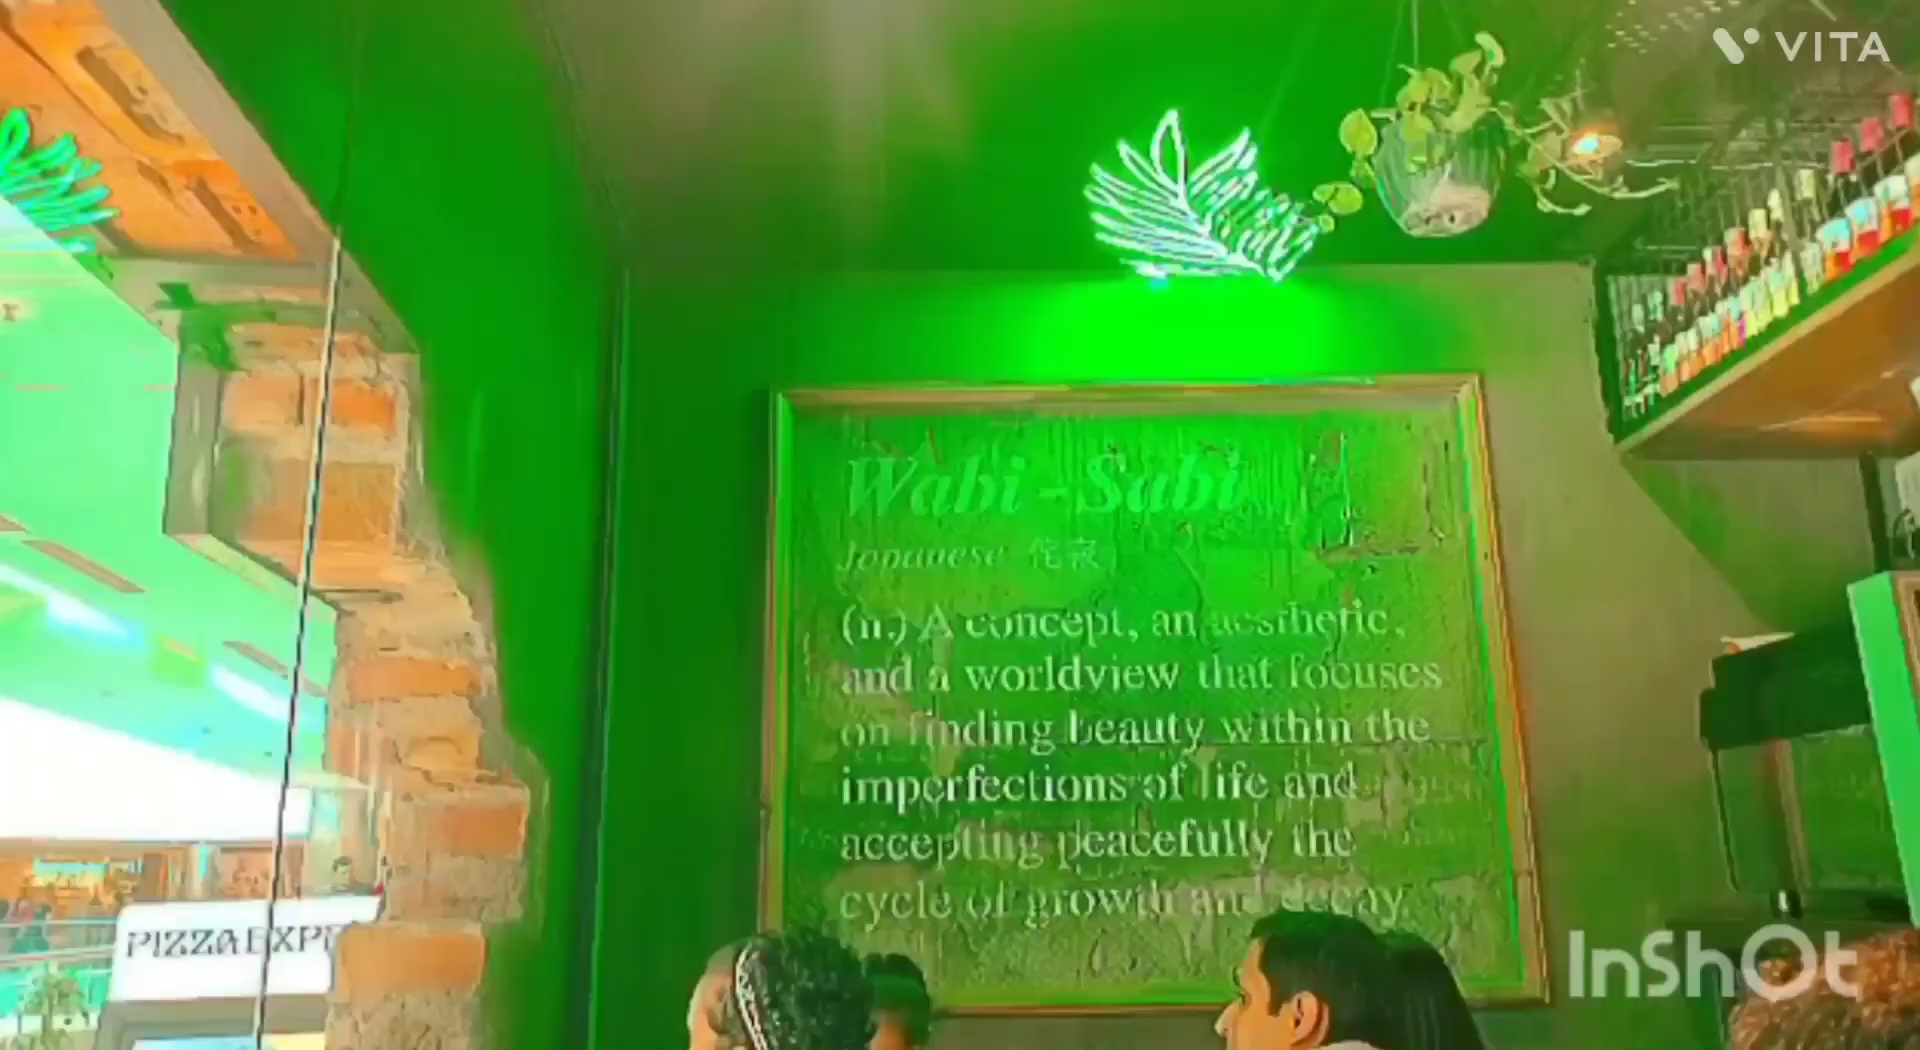 VITA
Wabi - Sabi
Japanese 侘寂
(n.) A concept, an aesthetic,
and a worldview that focuses
on finding beauty within the
imperfections of life and
accepting peacefully the
cycle of growth and decay.
PIZZA EXPR
InShOt